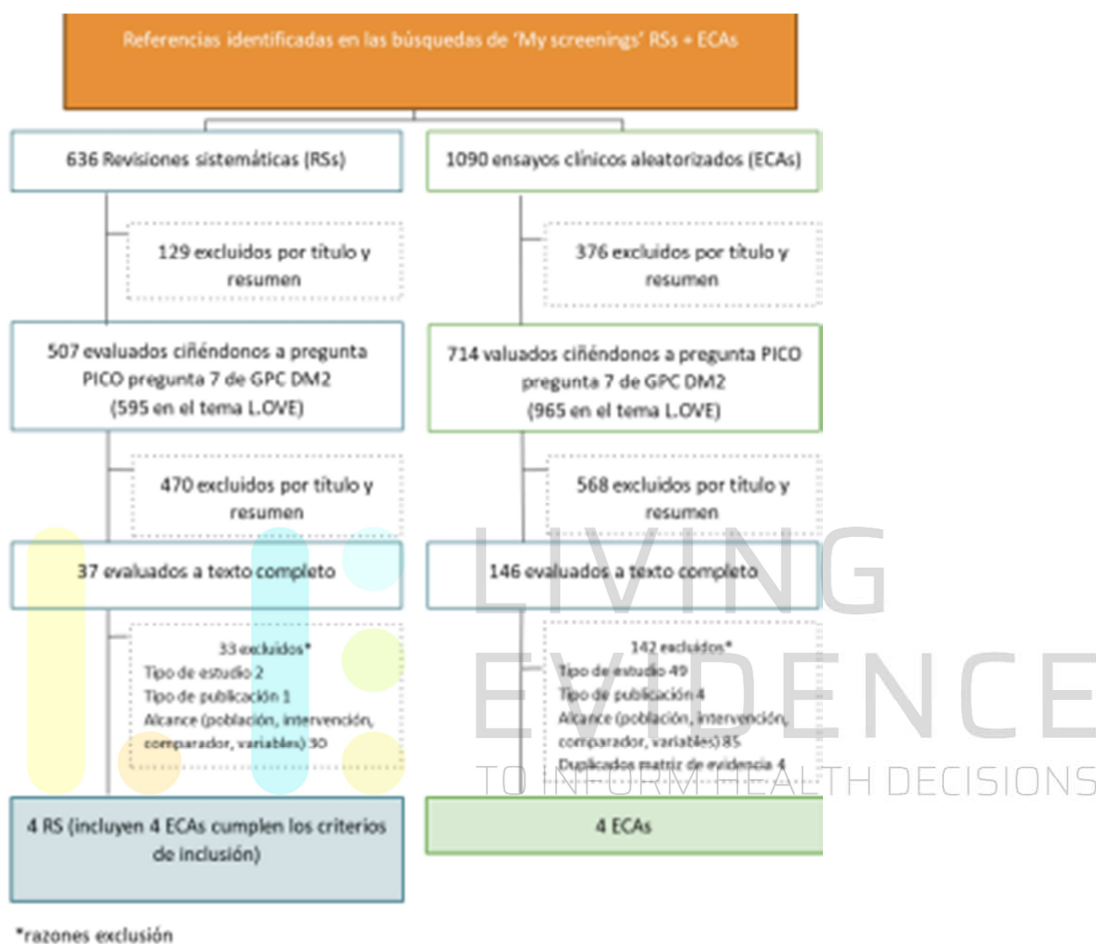 Referencias identificadas en las búsquedas de 'My screenings' RSs + ECAs
636 Revisiones sistemáticas (RSs)
1090 ensayos clínicos aleatorizados (ECAs)
129 excluidos por título y
resumen
376 excluidos por título y
resumen
507 evaluados ciñéndonos a pregunta
PICO pregunta 7 de GPC DM2
(595 en el tema L.OVE)
714 valuados ciñéndonos a pregunta PICO
pregunta 7 de GPC DM2
(965 en el tema L.OVE)
470 excluidos por título y
resumen
568 excluidos por título y
resumen
37 evaluados a texto completo
146 evaluados a texto completo
33 excluidos*
Tipo de estudio 2
Tipo de publicación 1
Alcance (población, intervención,
comparador, variables) 30
142 excluidos*
Tipo de estudio 49
Tipo de publicación 4
Alcance (población, intervención,
comparador, variables) 85
Duplicados matriz de evidencia 4
4 RS (incluyen 4 ECAs cumplen los criterios
de inclusión)
4 ECAs
*razones exclusión
LIVING
EVIDENCE
TO INFORM HEALTH DECISIONS